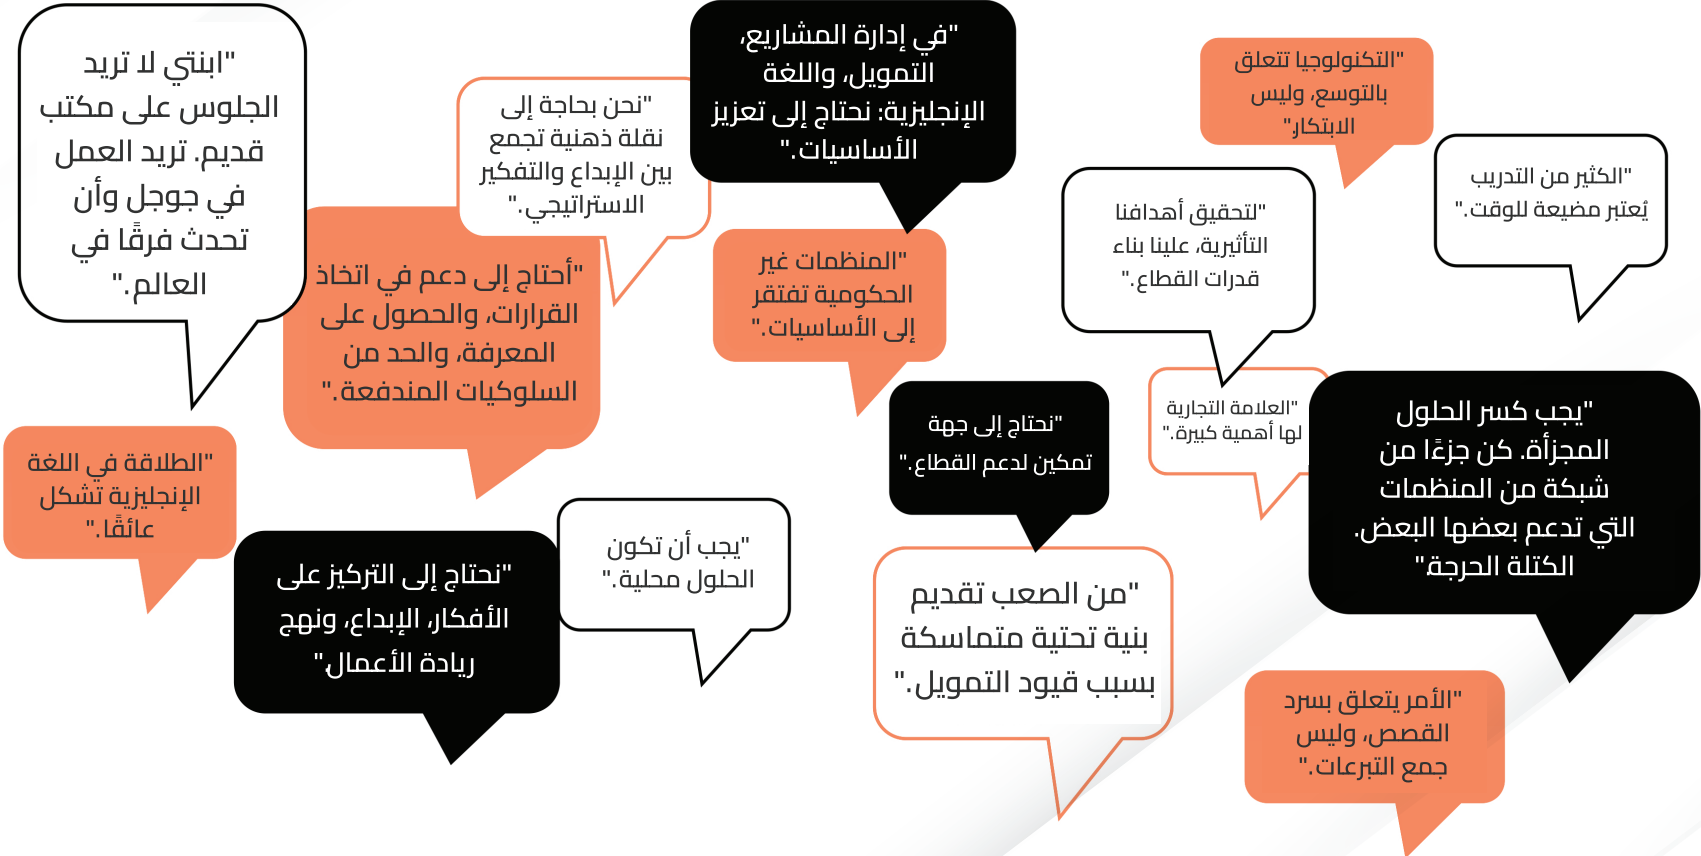 "ابنتي لا تريد
الجلوس على مكتب
قديم. تريد العمل
في جوجل وأن
تحدث فرقًا في
العالم."
"نحن بحاجة إلى
نقلة ذهنية تجمع
بين الإبداع والتفكير
الاستراتيجي."
"في إدارة المشاريع،
التمويل، واللغة
الإنجليزية: نحتاج إلى تعزيز
الأساسيات."
"التكنولوجيا تتعلق
بالتوسع، وليس
الابتكار."
"الكثير من التدريب
يُعتبر مضيعة للوقت."
"لتحقيق أهدافنا
التأثيرية، علينا بناء
قدرات القطاع."
"المنظمات غير
الحكومية تفتقر
إلى الأساسيات."
"أحتاج إلى دعم في اتخاذ
القرارات، والحصول على
المعرفة، والحد من
السلوكيات المندفعة."
"العلامة التجارية
لها أهمية كبيرة."
"يجب كسر الحلول
المجزأة. كن جزءًا من
شبكة من المنظمات
التي تدعم بعضها البعض.
الكتلة الحرجة."
"نحتاج إلى جهة
تمكين لدعم القطاع."
"الطلاقة في اللغة
الإنجليزية تشكل
عائقًا."
"يجب أن تكون
الحلول محلية."
"نحتاج إلى التركيز على
الأفكار، الإبداع، ونهج
ريادة الأعمال."
"من الصعب تقديم
بنية تحتية متماسكة
بسبب قيود التمويل."
"الأمر يتعلق بسرد
القصص، وليس
جمع التبرعات."